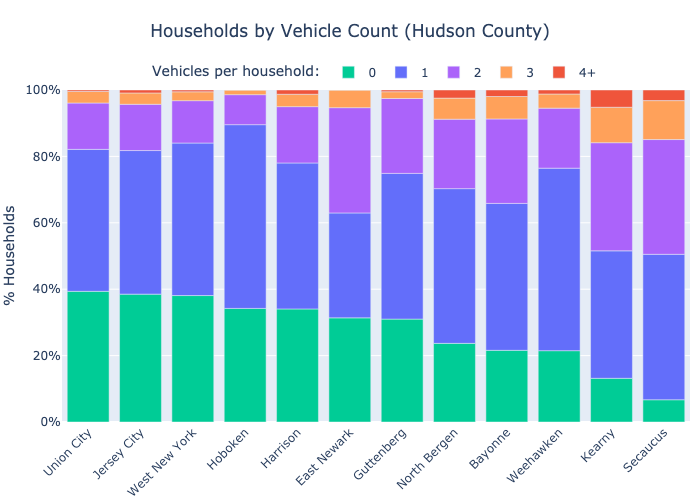 Households by Vehicle Count (Hudson County)
Vehicles per household: 0 1 2 3 4+
100%
80%
60%
40%
20%
0%
% Households
Union City
Jersey City
West New York
Hoboken
Harrison
East Newark
Guttenberg
North Bergen
Bayonne
Weehawken
Kearny
Secaucus